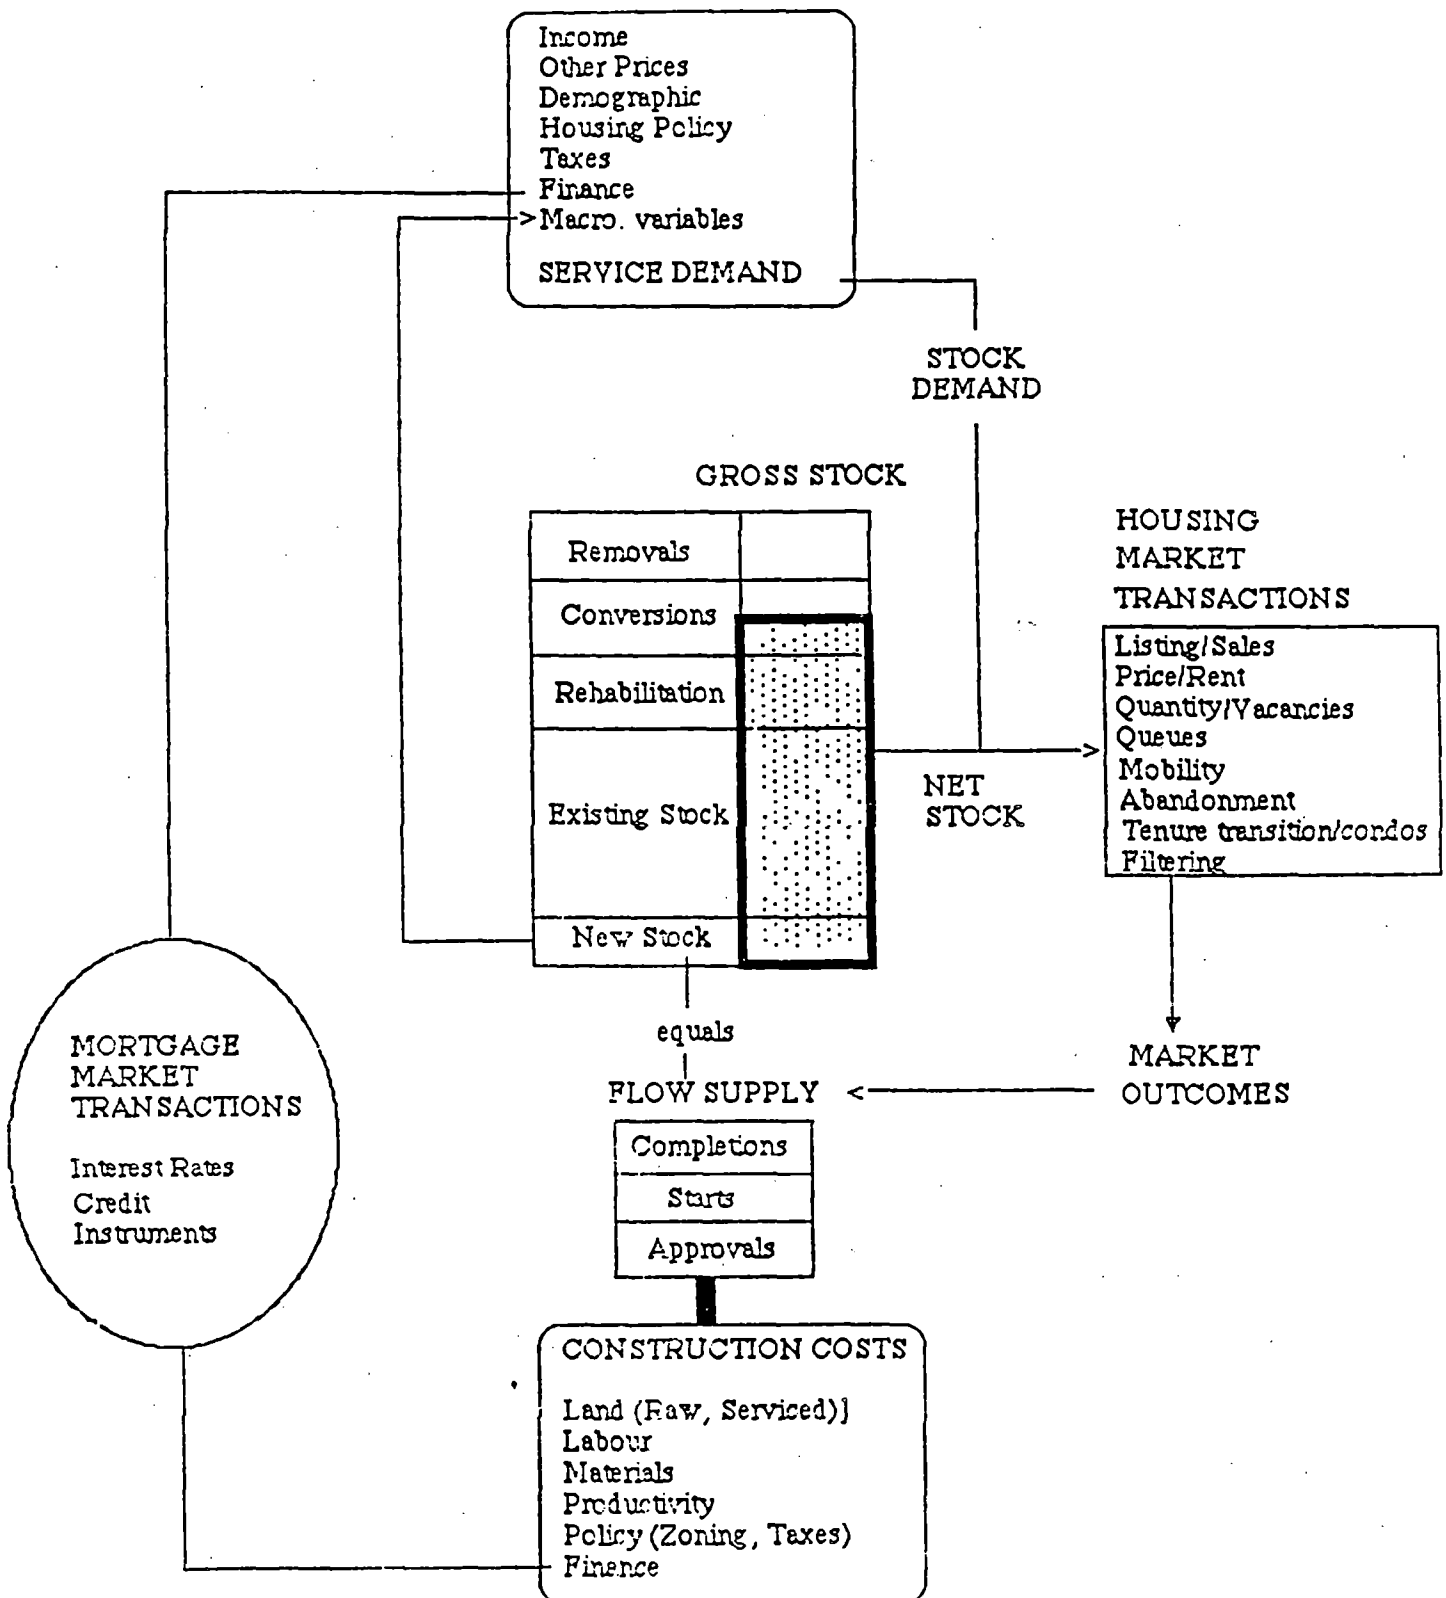 Income
Other Prices
Demographic
Housing Policy
Taxes
Finance
Macro. variables
SERVICE DEMAND
STOCK
DEMAND
GROSS STOCK
Removals
Conversions
Rehabilitation
Existing Stock
New Stock
NET
STOCK
HOUSING
MARKET
TRANSACTIONS
Listing/Sales
Price/Rent
Quantity/Vacancies
Queues
Mobility
Abandonment
Tenure transition/condos
Filtering
MARKET
OUTCOMES
equals
FLOW SUPPLY
Completions
Starts
Approvals
MORTGAGE
MARKET
TRANSACTIONS
Interest Rates
Credit
Instruments
CONSTRUCTION COSTS
Land (Raw, Serviced)]
Labour
Materials
Productivity
Policy (Zoning, Taxes)
Finance